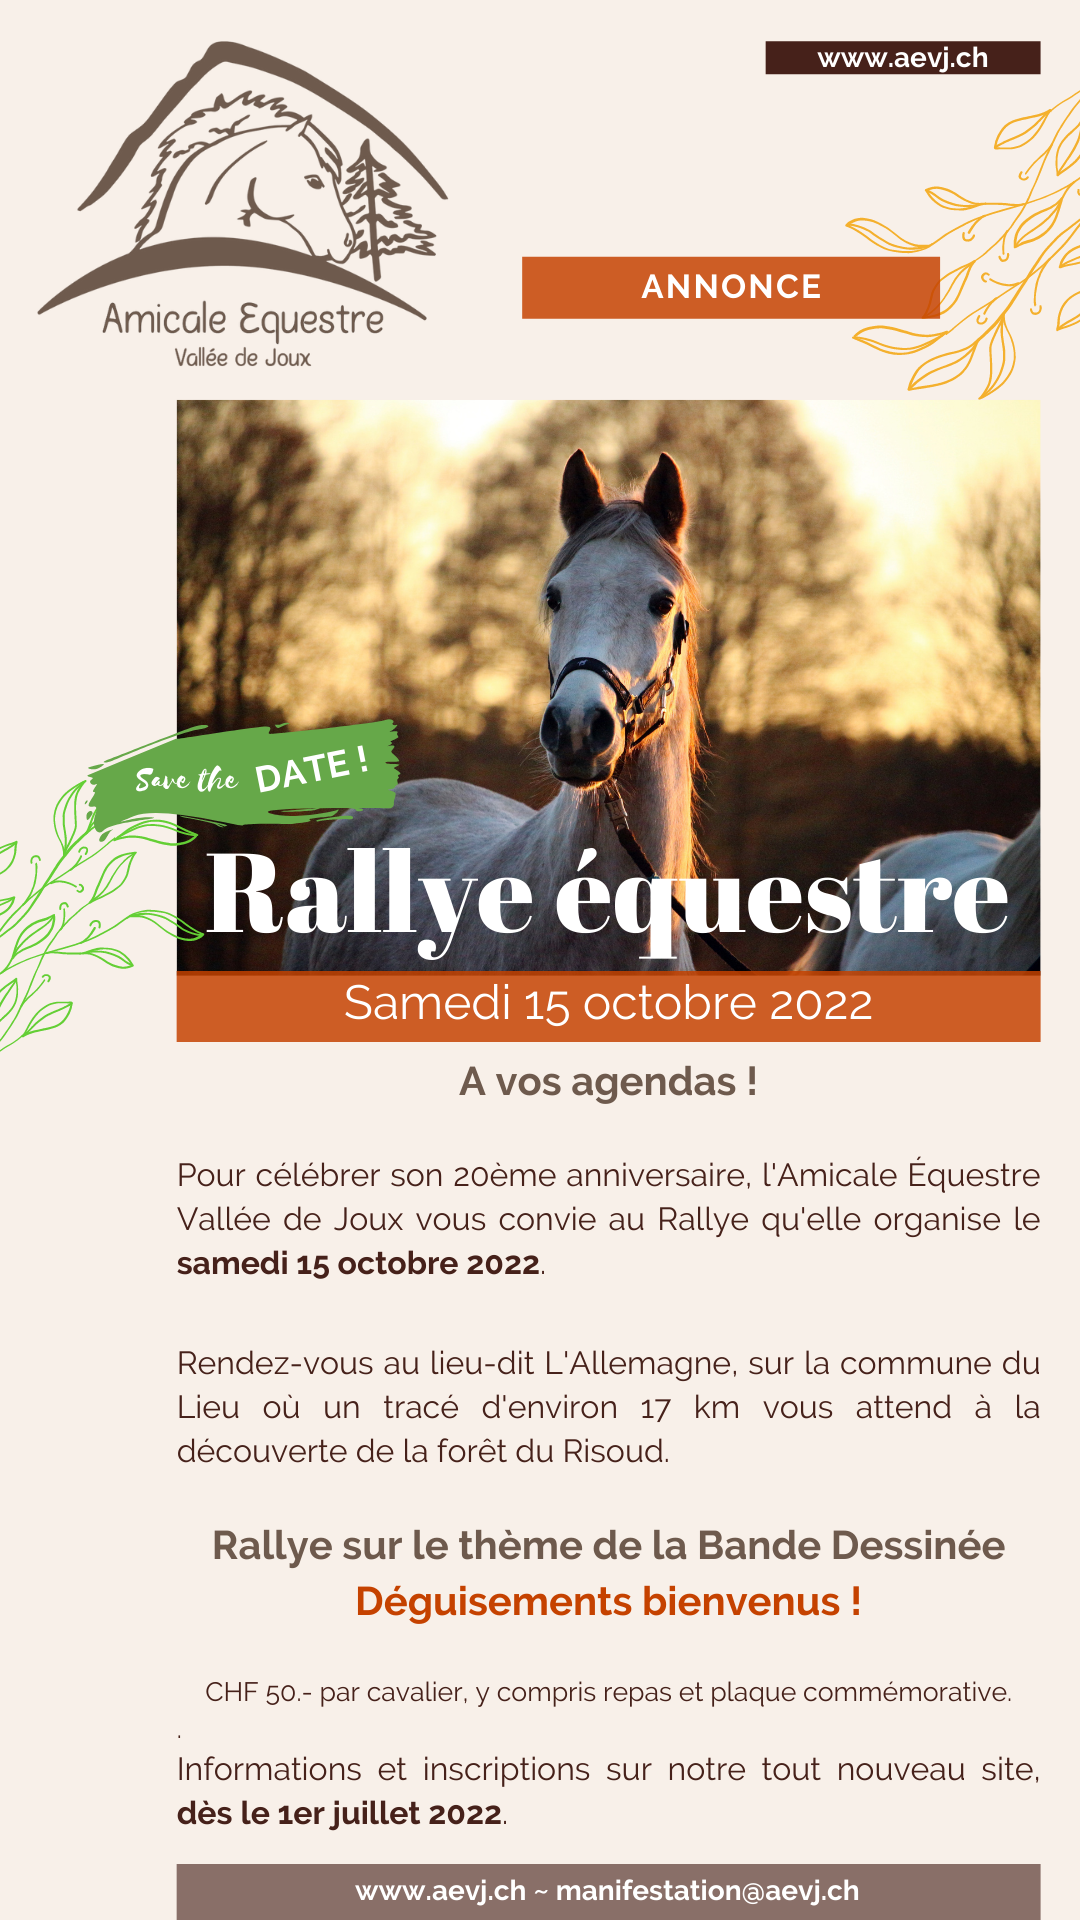 www.aevj.ch
ANNONCE
Amicale Equestre
Vallée de Joux
Save the DATE !
Rallye équestre
Samedi 15 octobre 2022
A vos agendas !
Pour célébrer son 20ème anniversaire, l'Amicale Équestre
Vallée de Joux vous convie au Rallye qu'elle organise le
samedi 15 octobre 2022.
Rendez-vous au lieu-dit L'Allemagne, sur la commune du
Lieu où un tracé d'environ 17 km vous attend à la
découverte de la forêt du Risoud.
Rallye sur le thème de la Bande Dessinée
Déguisements bienvenus !
CHF 50.- par cavalier, y compris repas et plaque commémorative.
.
Informations et inscriptions sur notre tout nouveau site,
dès le 1er juillet 2022.
www.aevj.ch ~ manifestation@aevj.ch